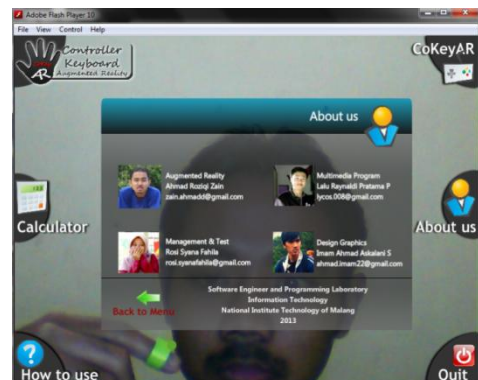 Adobe Flash Player 10
File View Control Help
Controller
Keyboard
Augmented Reality
AR
CoKeyAR
About us
Augmented Reality
Ahmad Roziqi Zain
zain.ahmadd@gmail.com
Multimedia Program
Lalu Raynaldi Pratama P
lycos.008@gmail.com
Calculator
About us
Management & Test
Rosi Syana Fahila
rosi.syanafahila@gmail.com
Design Graphics
Imam Ahmad Askalani S
ahmad.imam22@gmail.com
Back to Menu
Software Engineer and Programming Laboratory
Information Technology
National Institute Technology of Malang
2013
How to use
Quit